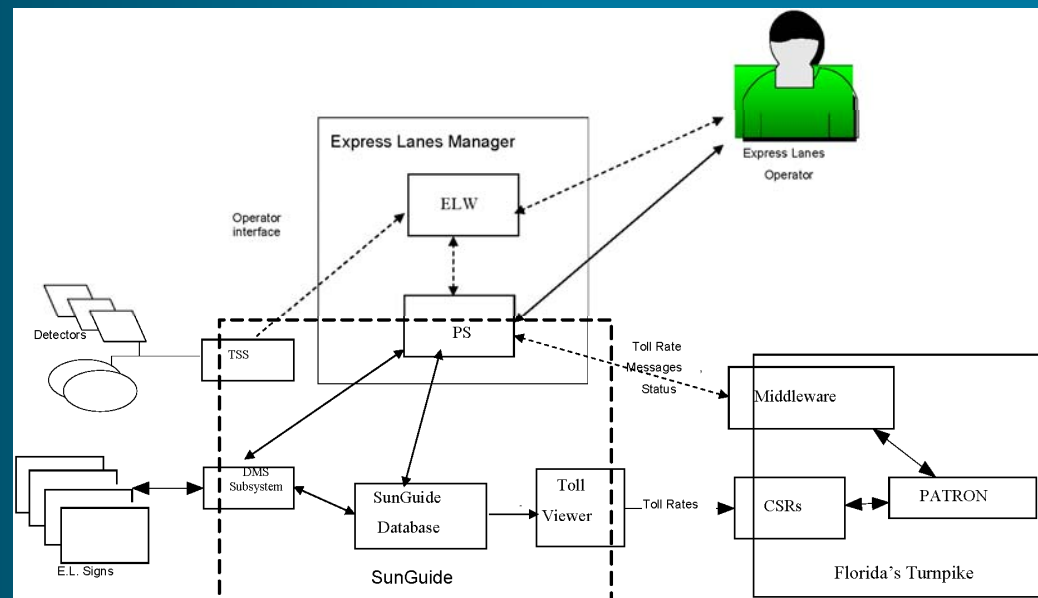 Express Lanes Manager
ELW
Express Lanes
Operator
Operator
interface
Detectors
TSS
PS
Toll Rate
Messages
Status
Middleware
DMS
Subsystem
SunGuide
Database
Toll
Viewer
Toll Rates
CSRs
PATRON
E.L. Signs
SunGuide
Florida's Turnpike